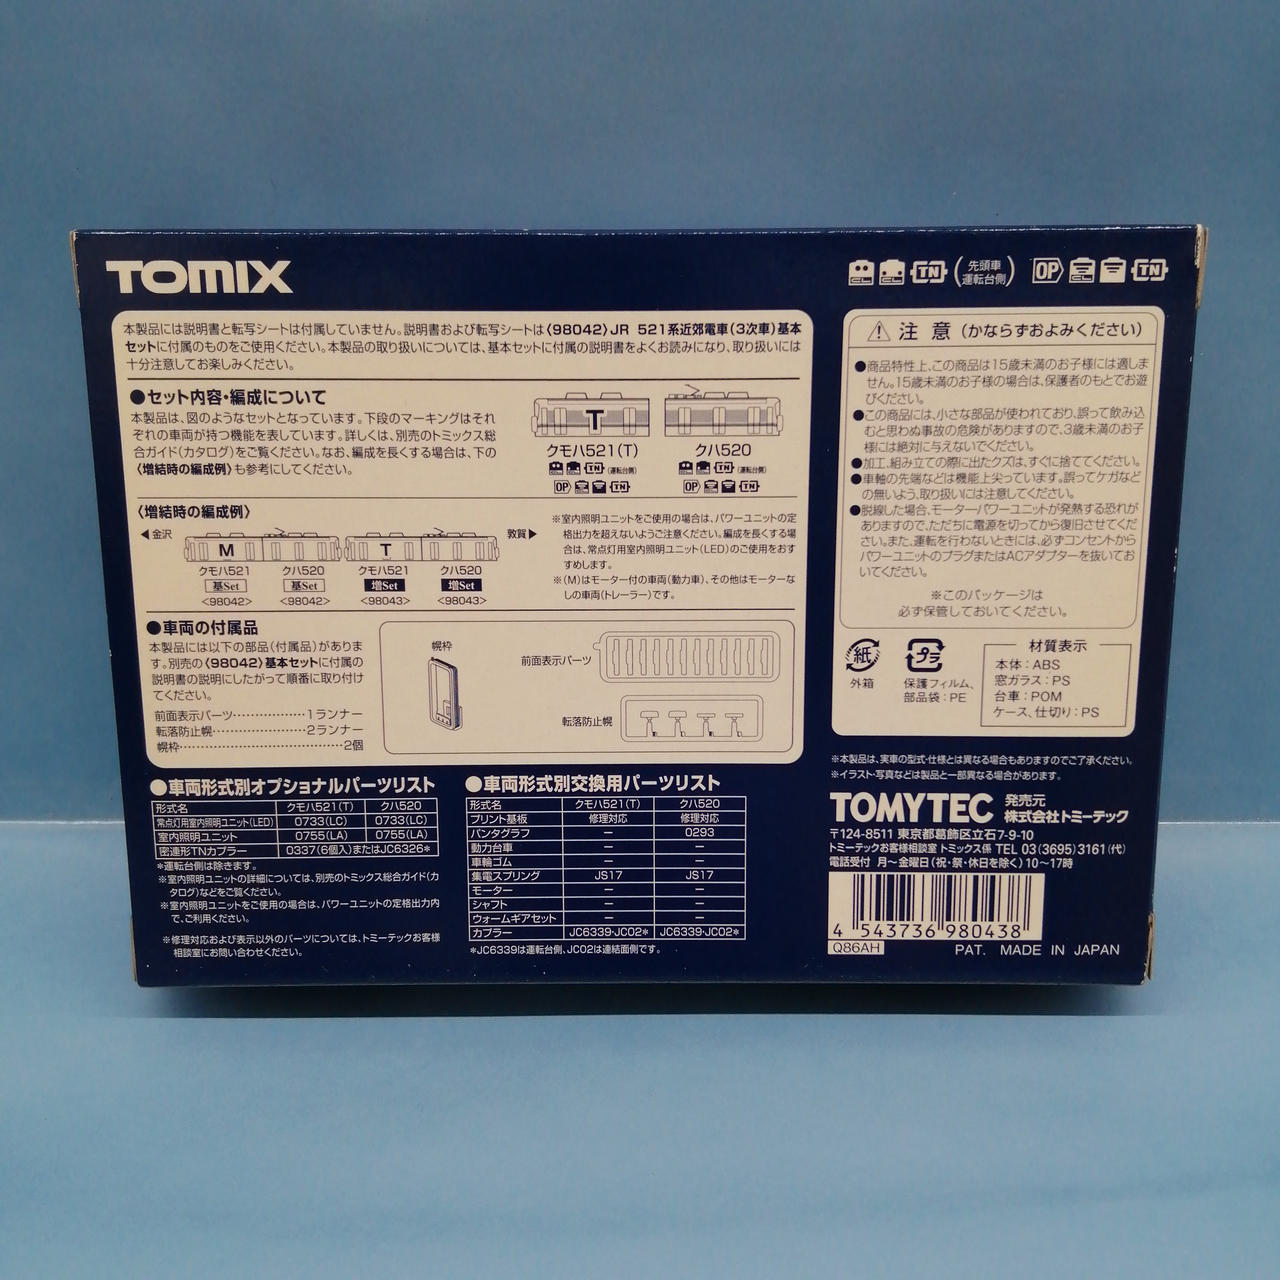 TOMIX
CL CL TN (先頭車運転台側) OP CL TN
本製品には説明書と転写シートは付属していません。説明書および転写シートは〈98042〉JR 521系近郊電車(3次車)基本
セットに付属のものをご使用ください。本製品の取り扱いについては、基本セットに付属の説明書をよくお読みになり、取り扱いには
十分注意してお楽しみください。
●セット内容・編成について
本製品は、図のようなセットとなっています。下段のマーキングはそれ
ぞれの車両が持つ機能を表しています。詳しくは、別売のトミックス総
合ガイド(カタログ)をご覧ください。なお、編成を長くする場合は、下の
〈増結時の編成例〉も参考にしてください。
T
クモハ521(T) クハ520
TN (運転台側) TN (運転台側)
OP TN OP TN
〈増結時の編成例〉
◀金沢 敦賀▶
M T
クモハ521 クハ520 クモハ521 クハ520
基Set 基Set 増Set 増Set
<98042> <98042> <98043> <98043>
※室内照明ユニットをご使用の場合は、パワーユニットの定
格出力を超えないようご注意ください。編成を長くする場
合は、常点灯用室内照明ユニット(LED)のご使用をおす
すめします。
※(M)はモーター付の車両(動力車)、その他はモーターな
しの車両(トレーラー)です。
●車両の付属品
本製品には以下の部品(付属品)がありま
す。別売の〈98042〉基本セットに付属の
説明書の説明にしたがって順番に取り付け
てください。
前面表示パーツ………………1ランナー
転落防止幌……………………2ランナー
幌枠……………………………2個
幌枠
前面表示パーツ
転落防止幌
●車両形式別オプショナルパーツリスト
形式名 クモハ521(T) クハ520
常点灯用室内照明ユニット(LED) 0733(LC) 0733(LC)
室内照明ユニット 0755(LA) 0755(LA)
密連形TNカプラー 0337(6個入)またはJC6326*
*運転台側は除きます。
※室内照明ユニットの詳細については、別売のトミックス総合ガイド(カ
タログ)などをご覧ください。
※室内照明ユニットをご使用の場合は、パワーユニットの定格出力内
で、ご利用ください。
※修理対応および表示以外のパーツについては、トミーテックお客様
相談室にお問い合わせください。
●車両形式別交換用パーツリスト
形式名 クモハ521(T) クハ520
プリント基板 修理対応 修理対応
パンタグラフ ー 0293
動力台車 ー ー
車輪ゴム ー ー
集電スプリング JS17 JS17
モーター ー ー
シャフト ー ー
ウォームギアセット ー ー
カプラー JC6339・JC02* JC6339・JC02*
*JC6339は運転台側、JC02は連結面側です。
⚠ 注 意 (かならずおよみください)
●商品特性上、この商品は15歳未満のお子様には適しま
せん。15歳未満のお子様の場合は、保護者のもとでお遊
びください。
●この商品には、小さな部品が使われており、誤って飲み込
むと思わぬ事故の危険がありますので、3歳未満のお子
様には絶対に与えないでください。
●加工、組み立ての際に出たクズは、すぐに捨ててください。
●車軸の先端などは機能上尖っています。誤ってケガなど
の無いよう、取り扱いには注意してください。
●脱線した場合、モーターパワーユニットが発熱する恐れが
ありますので、ただちに電源を切ってから復旧させてくだ
さい。また、運転を行わないときには、必ずコンセントから
パワーユニットのプラグまたはACアダプターを抜いてお
いてください。
※このパッケージは
必ず保管しておいてください。
紙
外箱
プラ
保護フィルム、
部品袋：PE
材質表示
本体：ABS
窓ガラス：PS
台車：POM
ケース、仕切り：PS
※本製品は、実車の型式・仕様とは異なる場合もありますのでご了承ください。
※イラスト・写真などは製品と一部異なる場合があります。
TOMYTEC 発売元 株式会社トミーテック
〒124-8511 東京都葛飾区立石7-9-10
トミーテックお客様相談室 トミックス係 TEL 03(3695)3161(代)
電話受付 月〜金曜日(祝・祭・休日を除く)10〜17時
4 543736 980438
Q86AH
PAT. MADE IN JAPAN